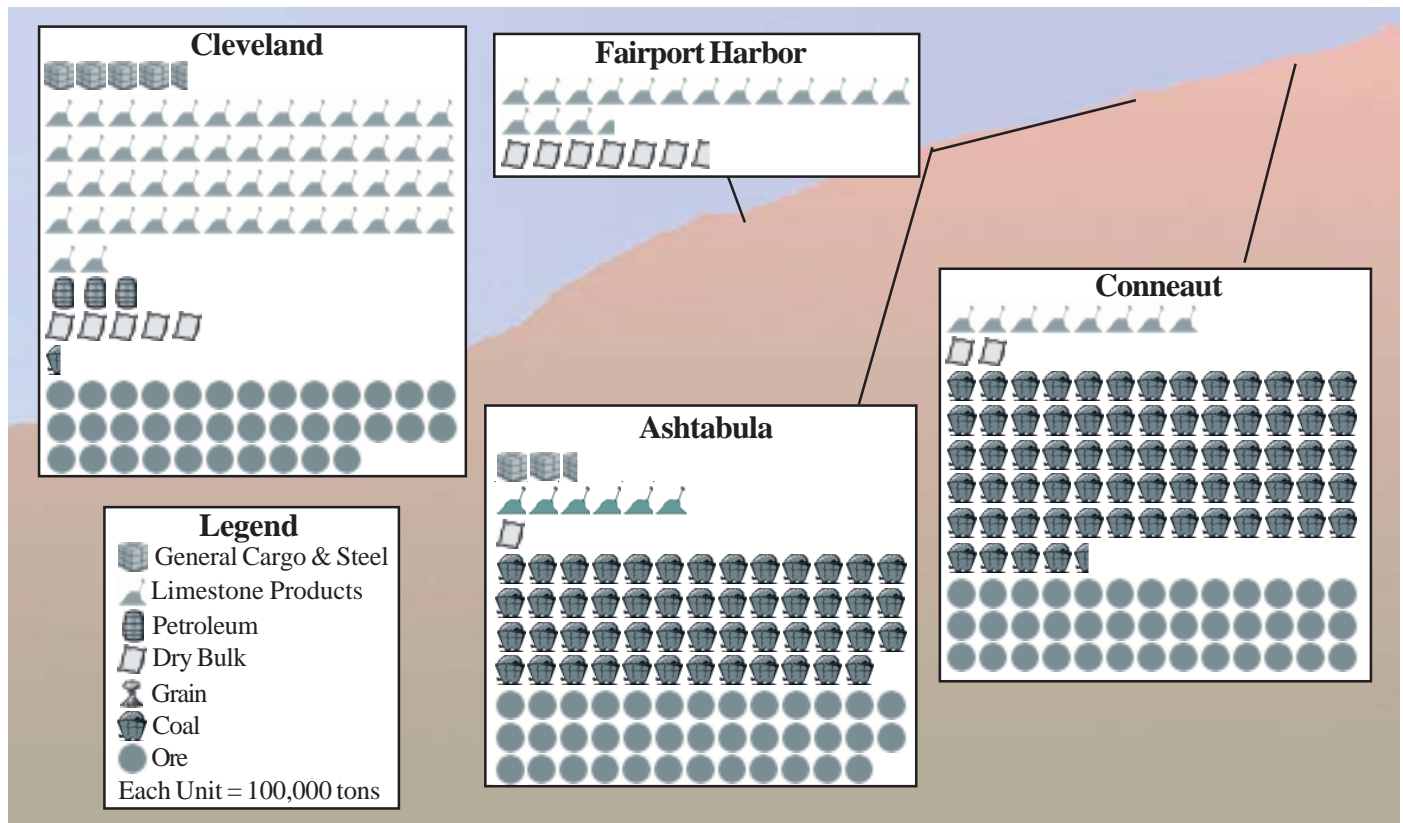 Cleveland
Fairport Harbor
Conneaut
Ashtabula
Legend
General Cargo & Steel
Limestone Products
Petroleum
Dry Bulk
Grain
Coal
Ore
Each Unit = 100,000 tons